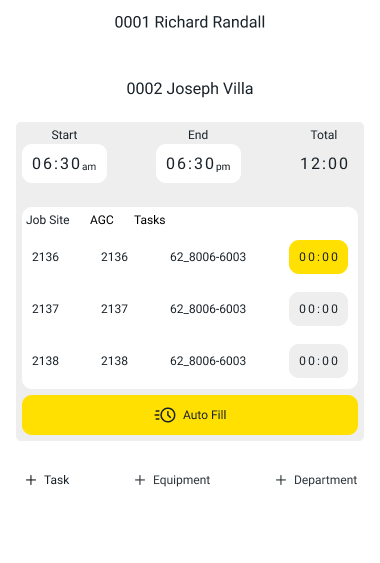 0001 Richard Randall
0002 Joseph Villa
Start End Total
06:30am 06:30pm 12:00
Job Site AGC Tasks
2136 2136 62_8006-6003 00:00
2137 2137 62_8006-6003 00:00
2138 2138 62_8006-6003 00:00
Auto Fill
+ Task + Equipment + Department